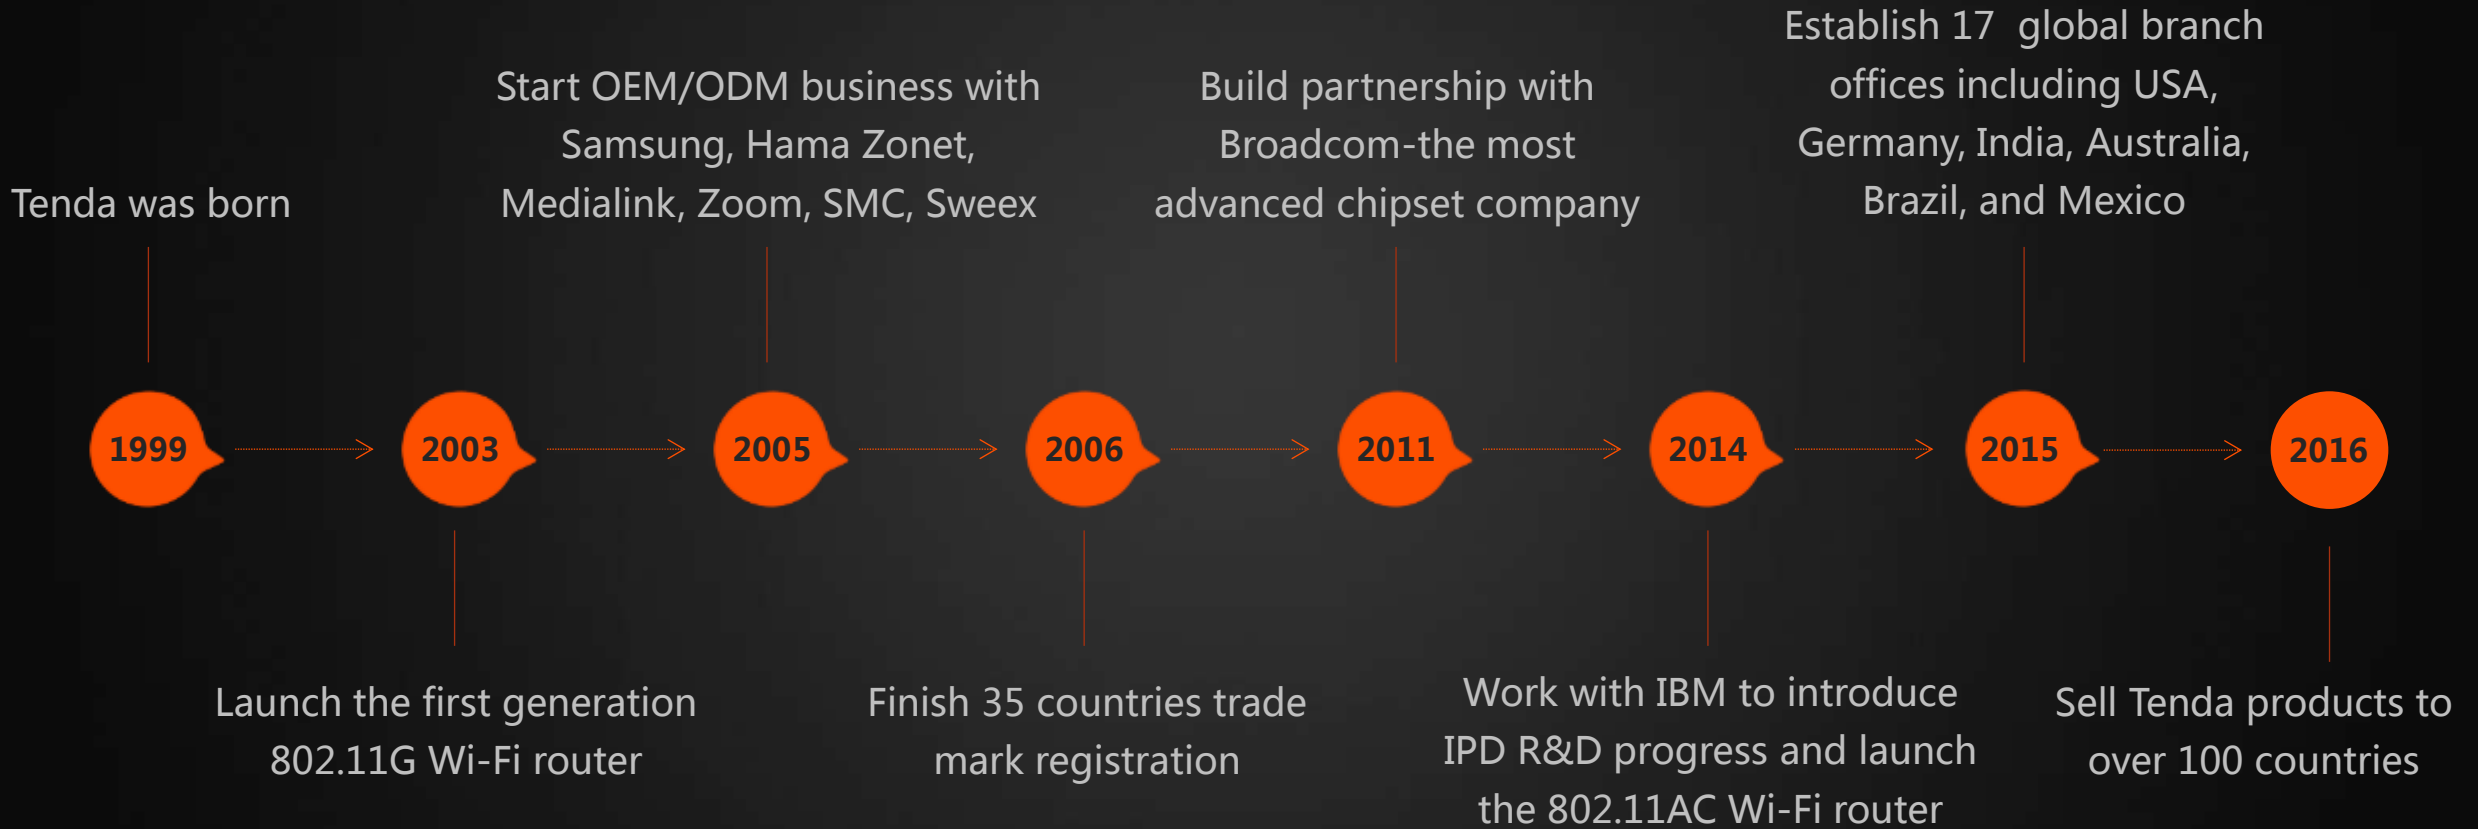 Tenda was born
Start OEM/ODM business with
Samsung, Hama Zonet,
Medialink, Zoom, SMC, Sweex
Build partnership with
Broadcom-the most
advanced chipset company
Establish 17 global branch
offices including USA,
Germany, India, Australia,
Brazil, and Mexico
1999
2003
2005
2006
2011
2014
2015
2016
Launch the first generation
802.11G Wi-Fi router
Finish 35 countries trade
mark registration
Work with IBM to introduce
IPD R&D progress and launch
the 802.11AC Wi-Fi router
Sell Tenda products to
over 100 countries